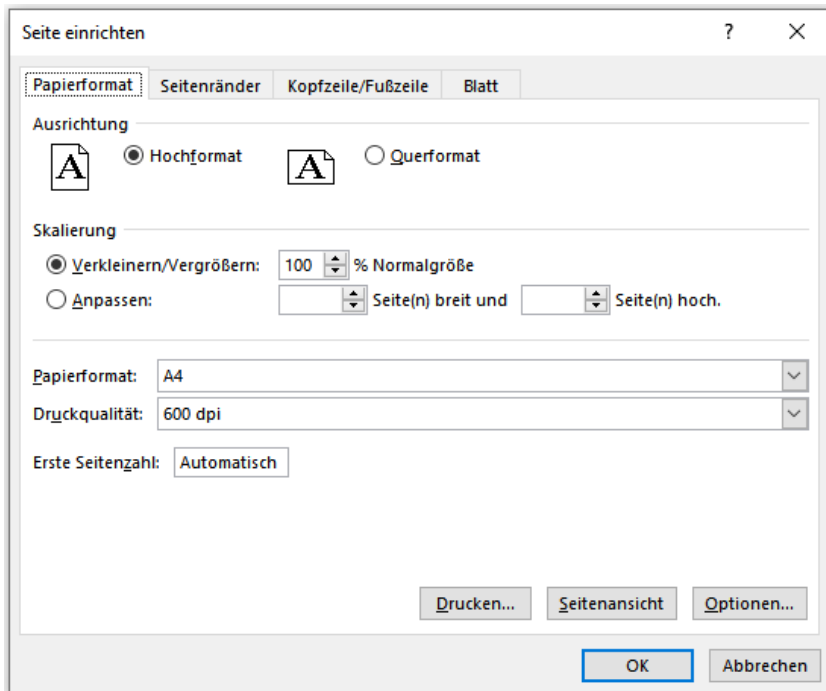 Seite einrichten ? ×
Papierformat Seitenränder Kopfzeile/Fußzeile Blatt
Ausrichtung
A Hochformat A Querformat
Skalierung
Verkleinern/Vergrößern: 100 % Normalgröße
Anpassen: Seite(n) breit und Seite(n) hoch.
Papierformat: A4
Druckqualität: 600 dpi
Erste Seitenzahl: Automatisch
Drucken... Seitenansicht Optionen...
OK Abbrechen